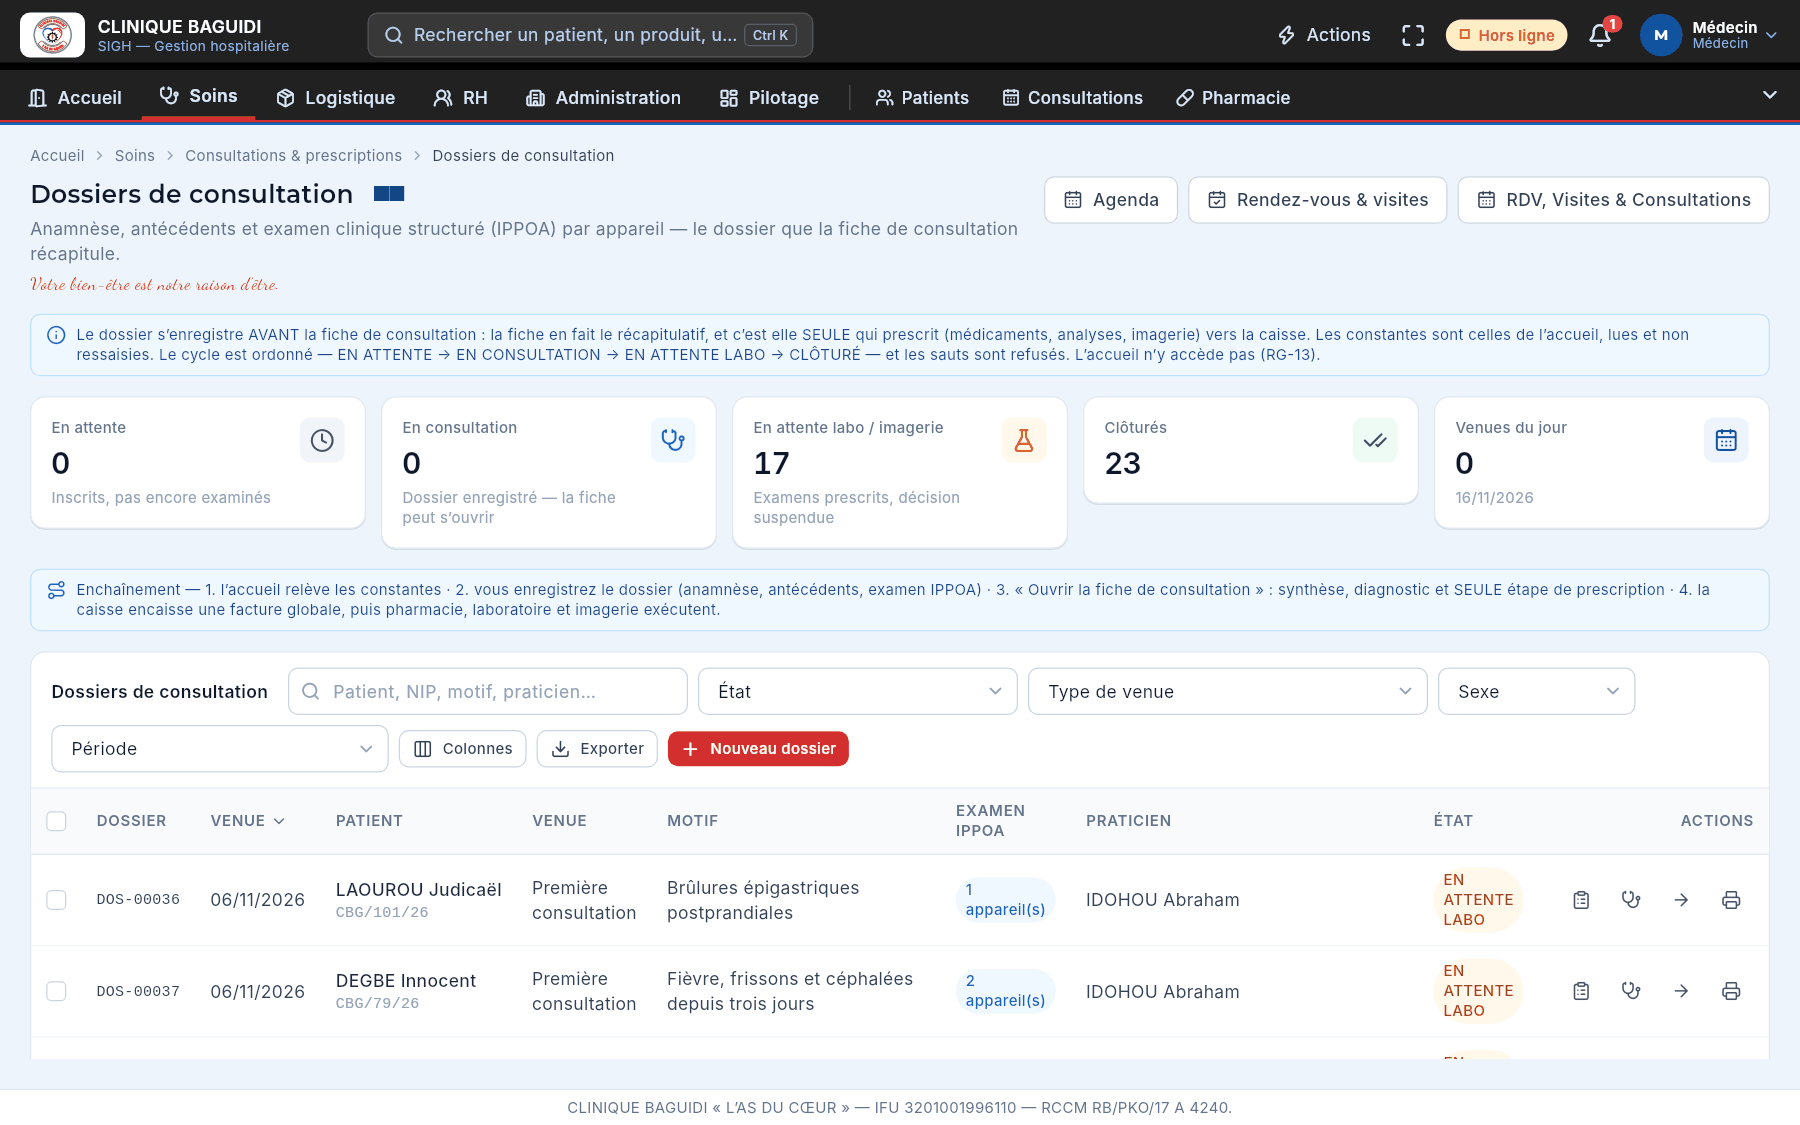 CLINIQUE BAGUIDI
SIGH — Gestion hospitalière
Rechercher un patient, un produit, u...
Ctrl K
Actions
Hors ligne
1
M
Médecin
Médecin
Accueil
Soins
Logistique
RH
Administration
Pilotage
Patients
Consultations
Pharmacie
Accueil > Soins > Consultations & prescriptions > Dossiers de consultation
Dossiers de consultation
Agenda
Rendez-vous & visites
RDV, Visites & Consultations
Anamnèse, antécédents et examen clinique structuré (IPPOA) par appareil — le dossier que la fiche de consultation
récapitule.
Votre bien-être est notre raison d'être.
Le dossier s’enregistre AVANT la fiche de consultation : la fiche en fait le récapitulatif, et c’est elle SEULE qui prescrit (médicaments, analyses, imagerie) vers la caisse. Les constantes sont celles de l’accueil, lues et non
ressaisies. Le cycle est ordonné — EN ATTENTE → EN CONSULTATION → EN ATTENTE LABO → CLÔTURÉ — et les sauts sont refusés. L’accueil n’y accède pas (RG-13).
En attente
0
Inscrits, pas encore examinés
En consultation
0
Dossier enregistré — la fiche
peut s’ouvrir
En attente labo / imagerie
17
Examens prescrits, décision
suspendue
Clôturés
23
Venues du jour
0
16/11/2026
Enchaînement — 1. l’accueil relève les constantes · 2. vous enregistrez le dossier (anamnèse, antécédents, examen IPPOA) · 3. « Ouvrir la fiche de consultation » : synthèse, diagnostic et SEULE étape de prescription · 4. la
caisse encaisse une facture globale, puis pharmacie, laboratoire et imagerie exécutent.
Dossiers de consultation
Patient, NIP, motif, praticien...
État
Type de venue
Sexe
Période
Colonnes
Exporter
Nouveau dossier
DOSSIER
VENUE
PATIENT
VENUE
MOTIF
EXAMEN
IPPOA
PRATICIEN
ÉTAT
ACTIONS
DOS-00036
06/11/2026
LAOUROU Judicaël
CBG/101/26
Première
consultation
Brûlures épigastriques
postprandiales
1
appareil(s)
IDOHOU Abraham
EN
ATTENTE
LABO
DOS-00037
06/11/2026
DEGBE Innocent
CBG/79/26
Première
consultation
Fièvre, frissons et céphalées
depuis trois jours
2
appareil(s)
IDOHOU Abraham
EN
ATTENTE
LABO
CLINIQUE BAGUIDI « L’AS DU CŒUR » — IFU 3201001996110 — RCCM RB/PKO/17 A 4240.